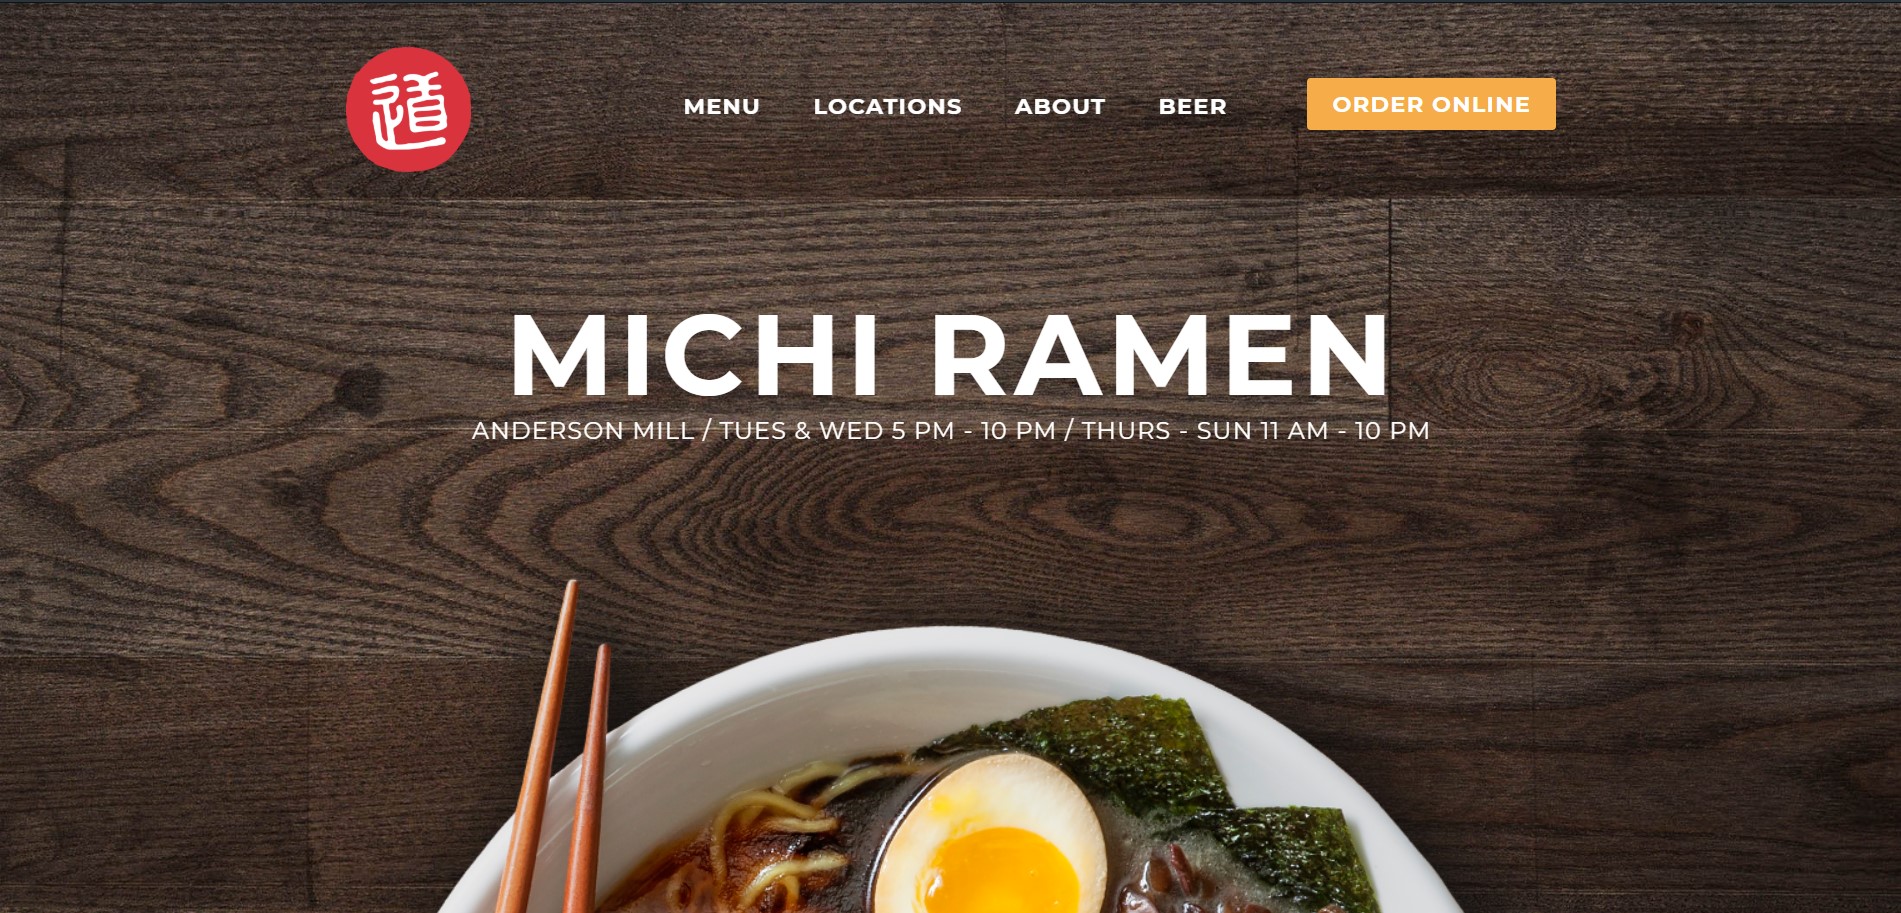 道
MENU LOCATIONS ABOUT BEER ORDER ONLINE
MICHI RAMEN
ANDERSON MILL / TUES & WED 5 PM - 10 PM / THURS - SUN 11 AM - 10 PM